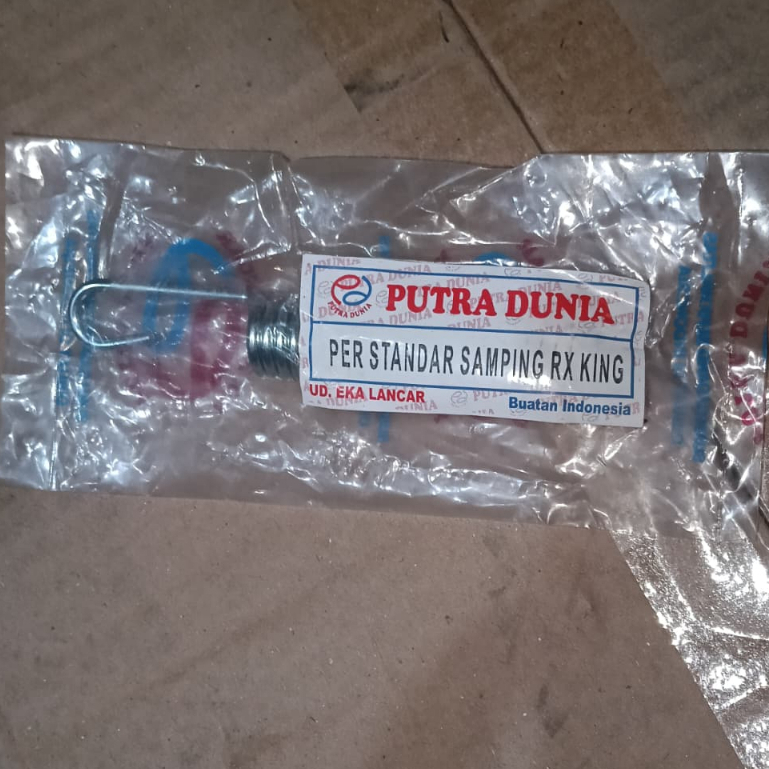 PUTRA DUNIA
PUTRA DUNIA
PER STANDAR SAMPING RX KING
UD. EKA LANCAR
Buatan Indonesia